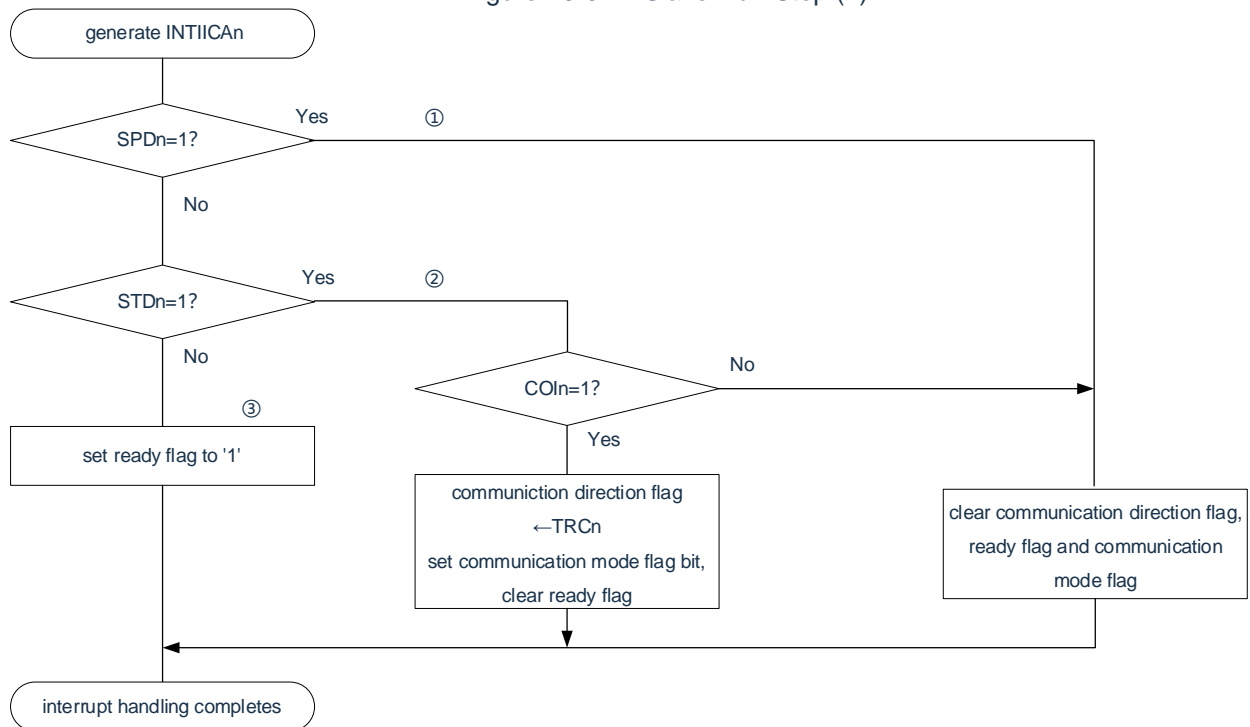 generate INTIICAn
Yes
①
SPDn=1?
No
Yes
②
STDn=1?
No
No
COIn=1?
③
Yes
set ready flag to '1'
communiction direction flag
←TRCn
set communication mode flag bit,
clear ready flag
clear communication direction flag,
ready flag and communication
mode flag
interrupt handling completes